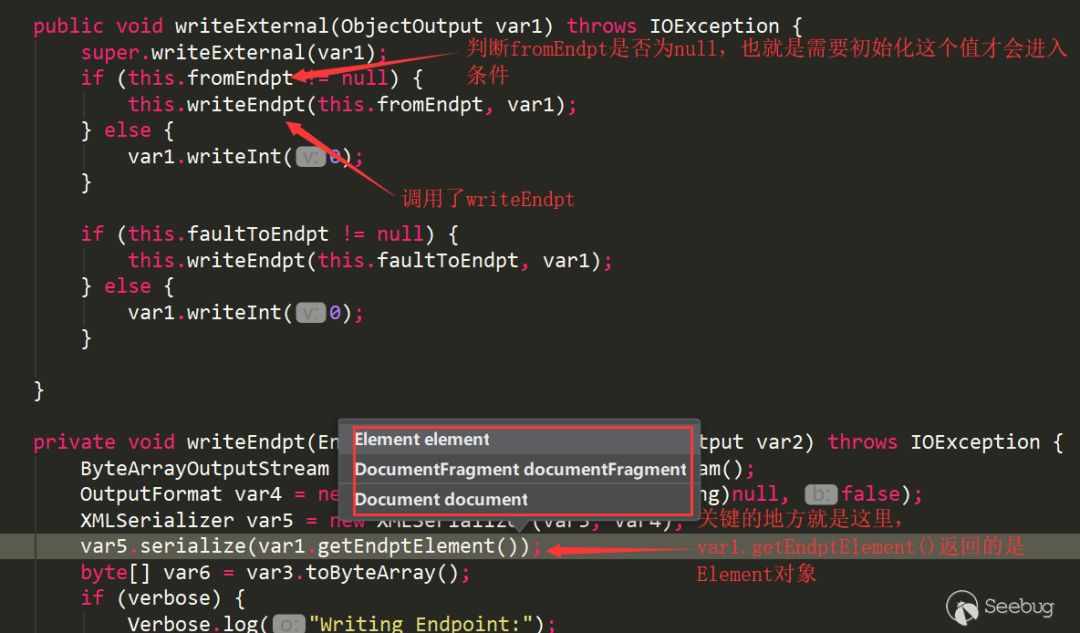 public void writeExternal(ObjectOutput var1) throws IOException {
super.writeExternal(var1);
判断fromEndpt是否为null，也就是需要初始化这个值才会进入
条件
if (this.fromEndpt != null) {
this.writeEndpt(this.fromEndpt, var1);
} else {
var1.writeInt( v: 0);
}
调用了writeEndpt
if (this.faultToEndpt != null) {
this.writeEndpt(this.faultToEndpt, var1);
} else {
var1.writeInt( v: 0);
}
}
Element element
DocumentFragment documentFragment
Document document
private void writeEndpt(En tput var2) throws IOException {
ByteArrayOutputStream am();
OutputFormat var4 = ne ng)null, b: false);
XMLSerializer var5 = new XMLSerializer(var3, var4);
关键的地方就是这里，
var5.serialize(var1.getEndptElement());
var1.getEndptElement()返回的是
Element对象
byte[] var6 = var3.toByteArray();
if (verbose) {
Verbose.log( o: "Writing Endpoint:");
Seebug